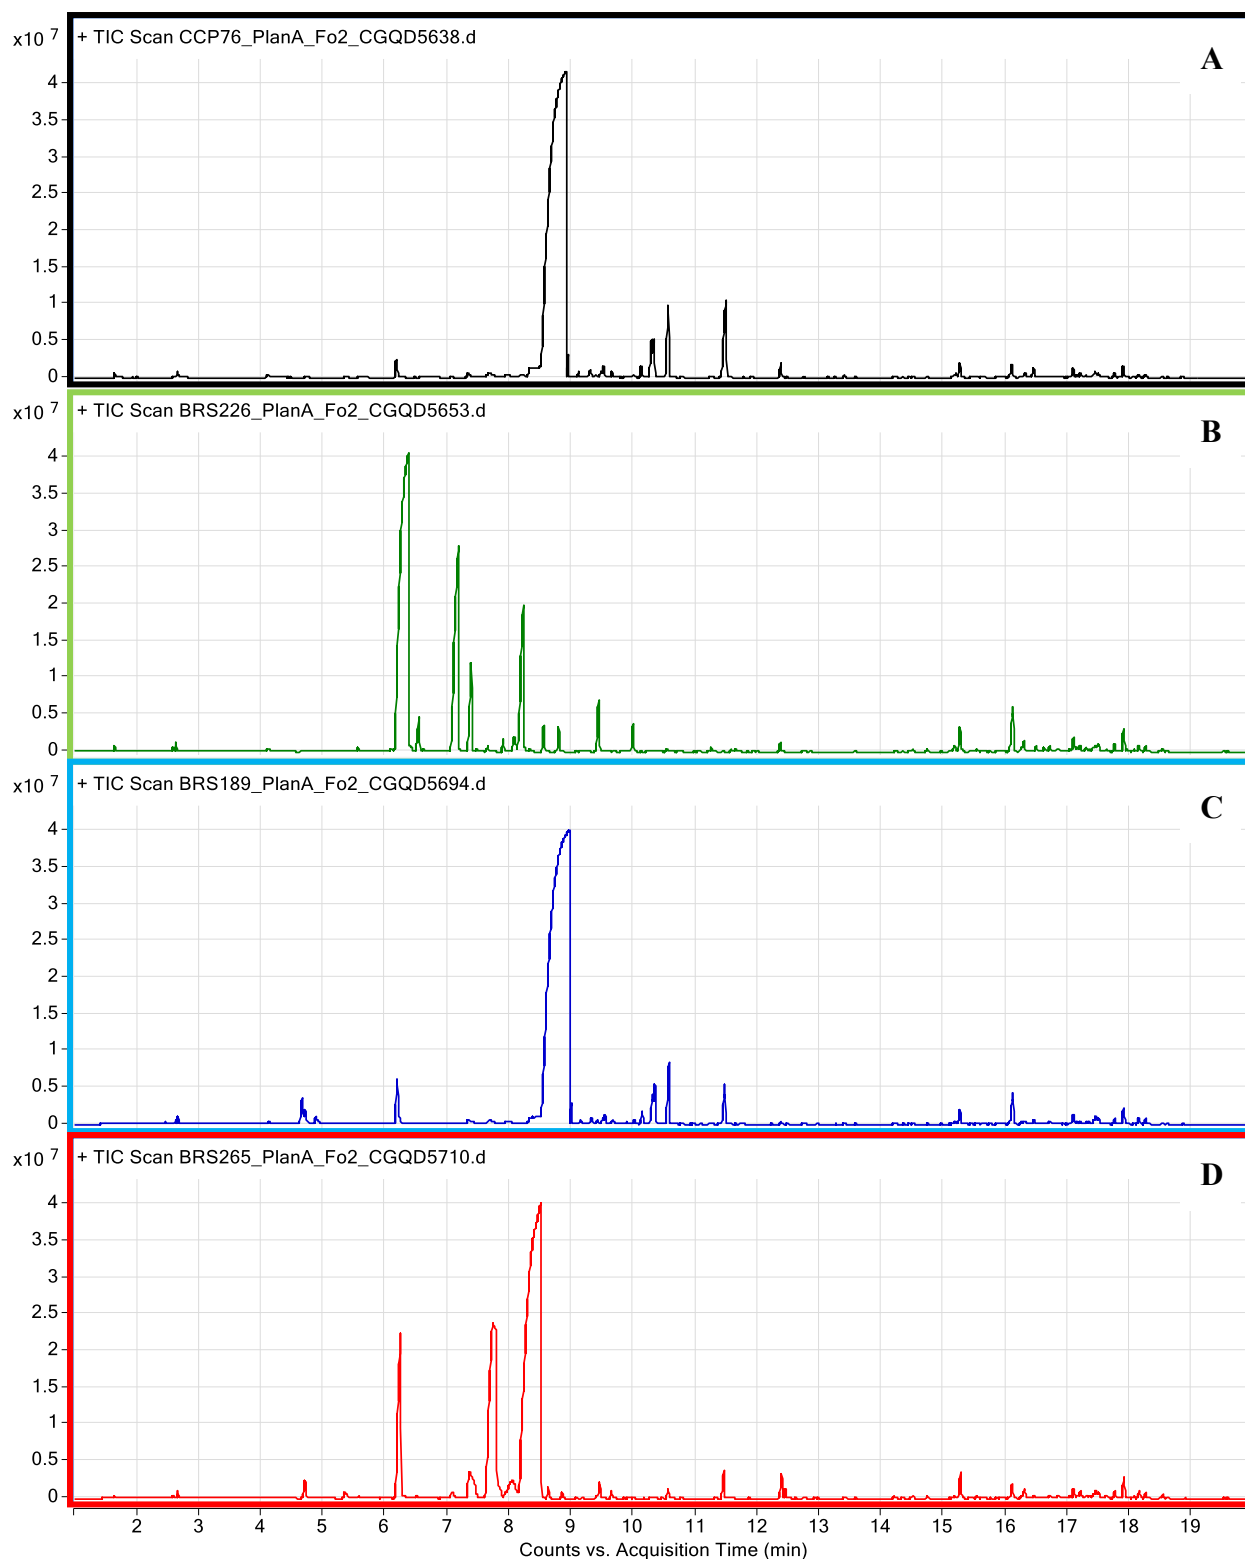 x10 7
+ TIC Scan CCP76_PlanA_Fo2_CGQD5638.d
A
4
3.5
3
2.5
2
1.5
1
0.5
0
x10 7
+ TIC Scan BRS226_PlanA_Fo2_CGQD5653.d
B
4
3.5
3
2.5
2
1.5
1
0.5
0
x10 7
+ TIC Scan BRS189_PlanA_Fo2_CGQD5694.d
C
4
3.5
3
2.5
2
1.5
1
0.5
0
x10 7
+ TIC Scan BRS265_PlanA_Fo2_CGQD5710.d
D
4
3.5
3
2.5
2
1.5
1
0.5
0
2 3 4 5 6 7 8 9 10 11 12 13 14 15 16 17 18 19
Counts vs. Acquisition Time (min)